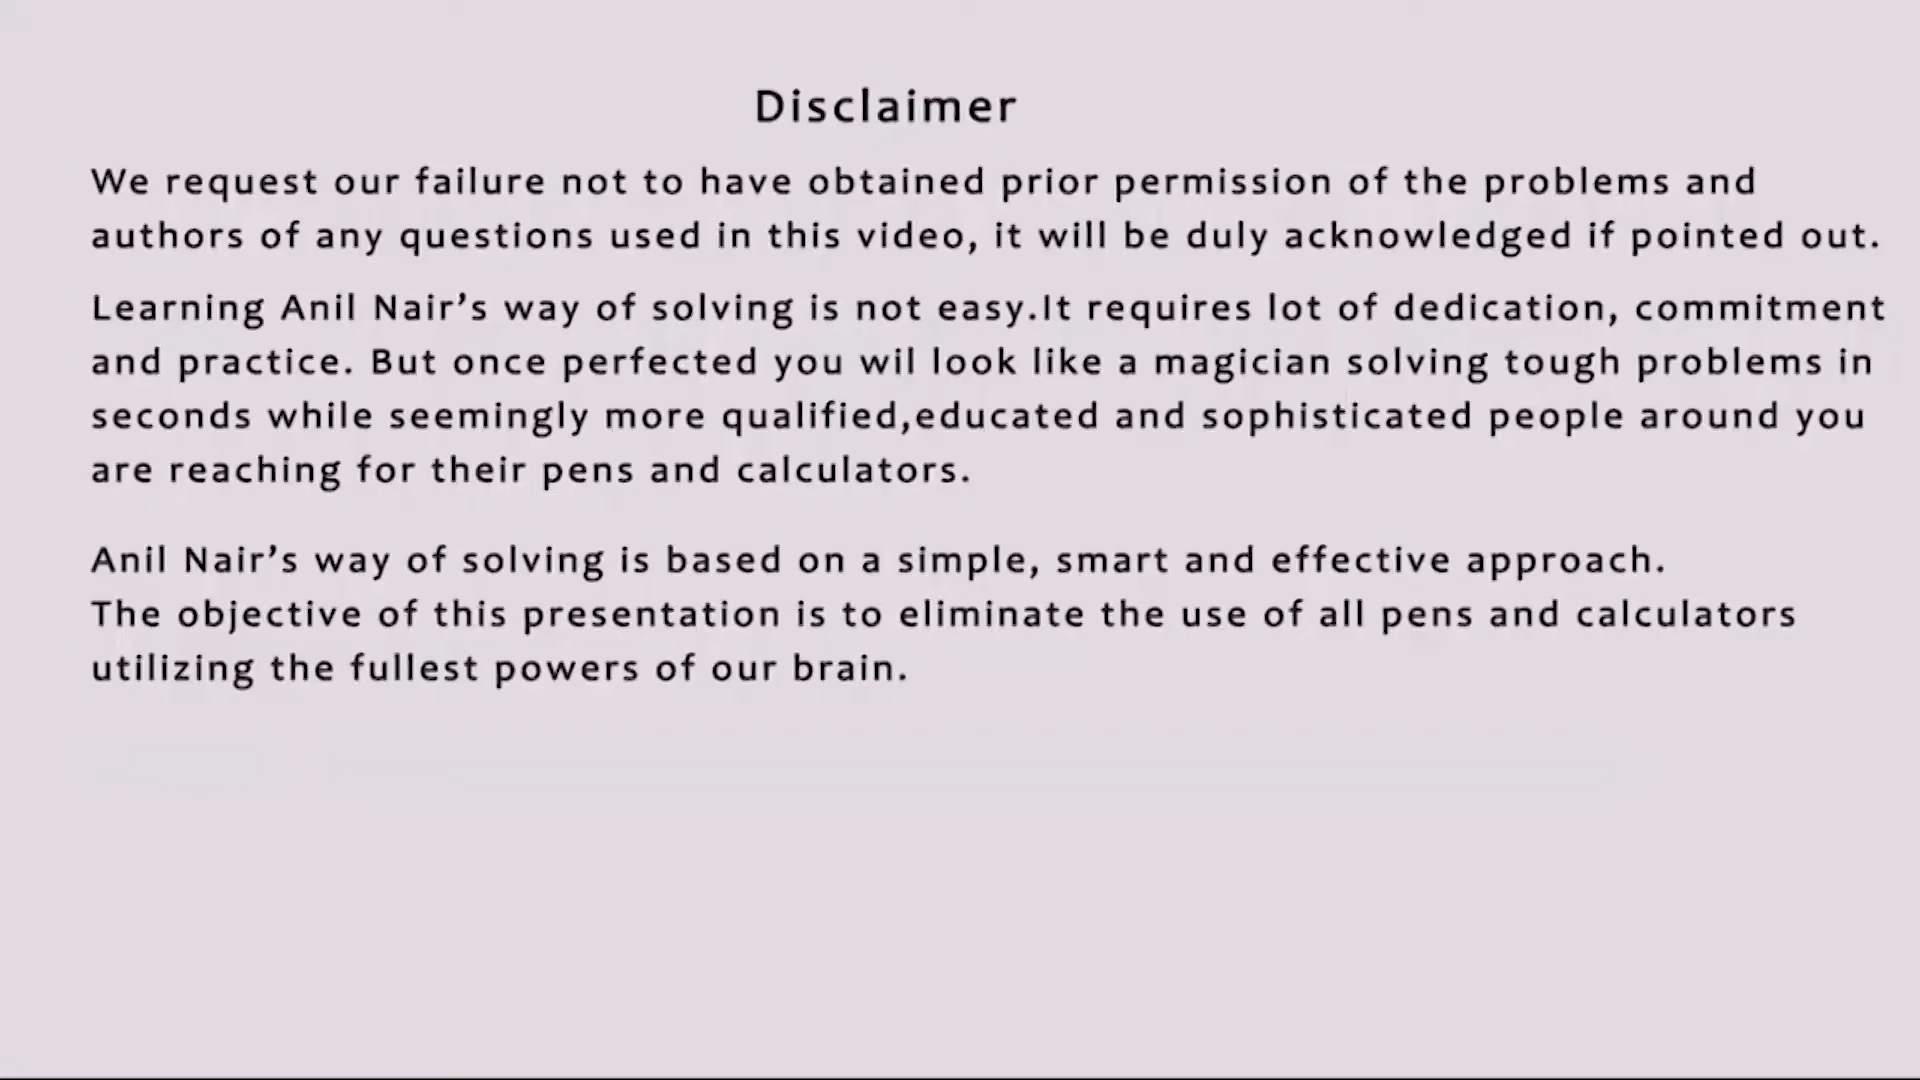 Disclaimer
We request our failure not to have obtained prior permission of the problems and
authors of any questions used in this video, it will be duly acknowledged if pointed out.
Learning Anil Nair’s way of solving is not easy.It requires lot of dedication, commitment
and practice. But once perfected you wil look like a magician solving tough problems in
seconds while seemingly more qualified,educated and sophisticated people around you
are reaching for their pens and calculators.
Anil Nair’s way of solving is based on a simple, smart and effective approach.
The objective of this presentation is to eliminate the use of all pens and calculators
utilizing the fullest powers of our brain.